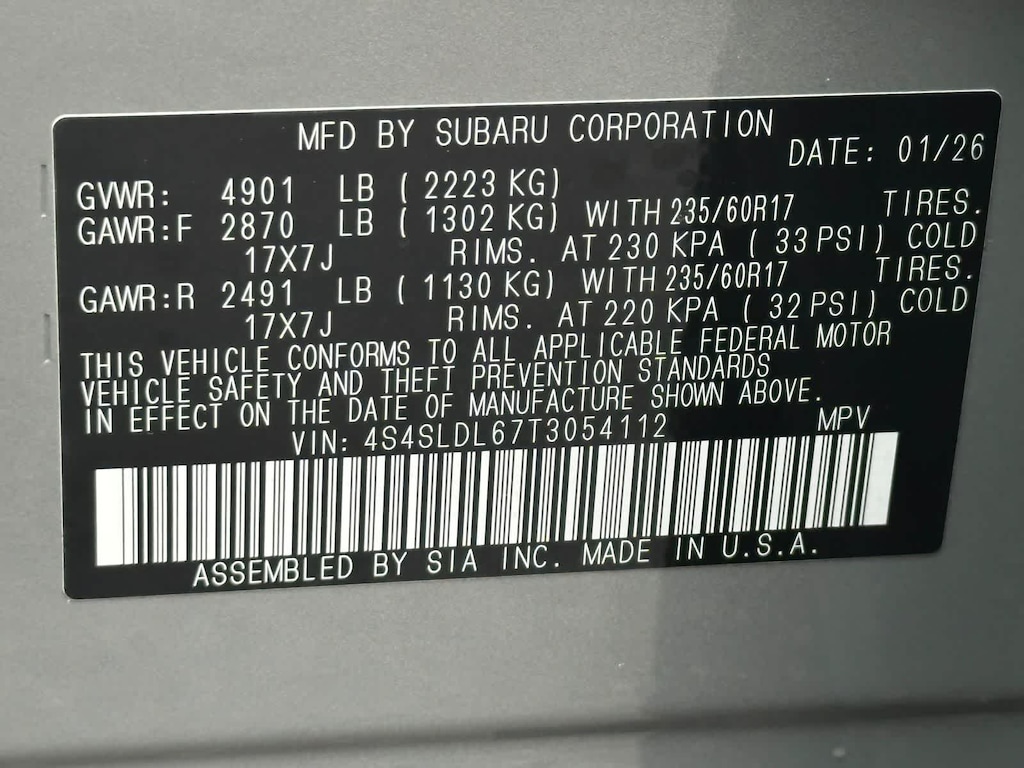 MFD BY SUBARU CORPORATION
DATE: 01/26
GVWR: 4901 LB ( 2223 KG)
GAWR:F 2870 LB ( 1302 KG) WITH 235/60R17 TIRES.
17X7J RIMS. AT 230 KPA ( 33 PSI) COLD
GAWR:R 2491 LB ( 1130 KG) WITH 235/60R17 TIRES.
17X7J RIMS. AT 220 KPA ( 32 PSI) COLD
THIS VEHICLE CONFORMS TO ALL APPLICABLE FEDERAL MOTOR
VEHICLE SAFETY AND THEFT PREVENTION STANDARDS
IN EFFECT ON THE DATE OF MANUFACTURE SHOWN ABOVE.
VIN: 4S4SLDL67T3054112 MPV
ASSEMBLED BY SIA INC. MADE IN U.S.A.